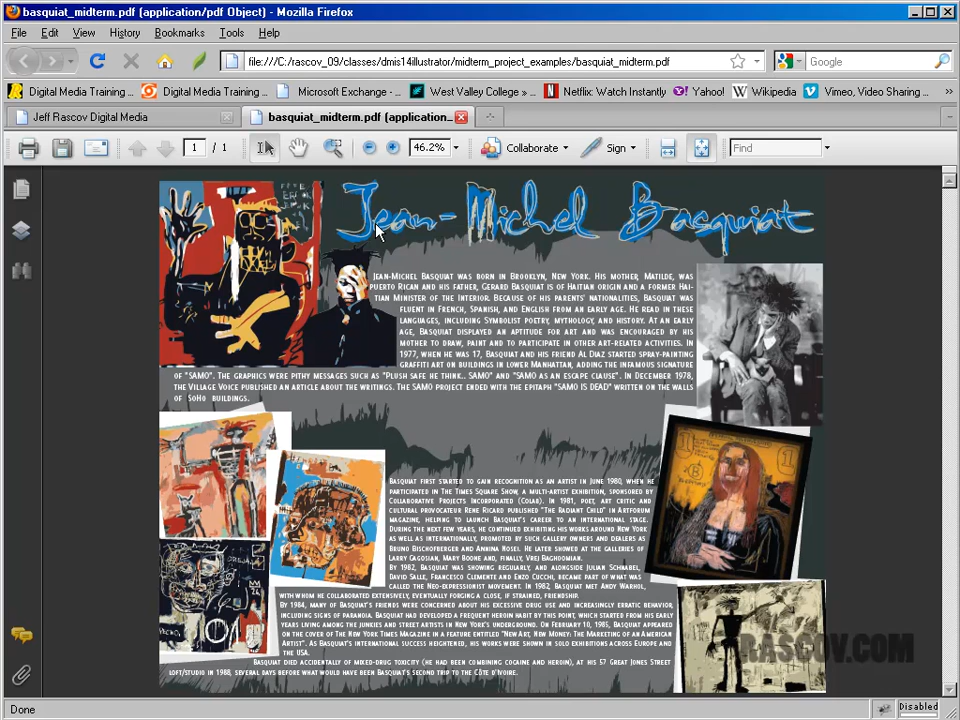 basquiat_midterm.pdf (application/pdf Object) - Mozilla Firefox
File Edit View History Bookmarks Tools Help
file:///C:/rascov_09/classes/dmis14illustrator/midterm_project_examples/basquiat_midterm.pdf
Google
Digital Media Training ... Digital Media Training ... Microsoft Exchange - ... West Valley College » ... Netflix: Watch Instantly Yahoo! Wikipedia Vimeo, Video Sharing ... »
Jeff Rascov Digital Media basquiat_midterm.pdf (application...
1 / 1 46.2% Collaborate Sign Find
Jean-Michel Basquiat
Jean-Michel Basquiat was born in Brooklyn, New York. His mother, Matilde, was
Puerto Rican and his father, Gerard Basquiat is of Haitian origin and a former Hai-
tian Minister of the Interior. Because of his parents' nationalities, Basquiat was
fluent in French, Spanish, and English from an early age. He read in these
languages, including Symbolist poetry, mythology, and history. At an early
age, Basquiat displayed an aptitude for art and was encouraged by his
mother to draw, paint and to participate in other art-related activities. In
1977, when he was 17, Basquiat and his friend Al Diaz started spray-painting
graffiti art on buildings in lower Manhattan, adding the infamous signature
of "SAMO". The graphics were pithy messages such as "Plush safe he think.. SAMO" and "SAMO as an escape clause". In December 1978,
the Village Voice published an article about the writings. The SAMO project ended with the epitaph "SAMO IS DEAD" written on the walls
of SoHo buildings.
Basquiat first started to gain recognition as an artist in June 1980, when he
participated in The Times Square Show, a multi-artist exhibition, sponsored by
Collaborative Projects Incorporated (Colab). In 1981, poet, art critic and
cultural provocateur Rene Ricard published "The Radiant Child" in Artforum
magazine, helping to launch Basquiat's career to an international stage.
During the next few years, he continued exhibiting his works around New York
as well as internationally, promoted by such gallery owners and dealers as
Bruno Bischofberger and Annina Nosei. He later showed at the galleries of
Larry Gagosian, Mary Boone and, finally, Vrej Baghoomian.
By 1982, Basquiat was showing regularly, and alongside Julian Schnabel,
David Salle, Francesco Clemente and Enzo Cucchi, became part of what was
called the Neo-expressionist movement. In 1982, Basquiat met Andy Warhol,
with whom he collaborated extensively, eventually forging a close, if strained, friendship.
By 1984, many of Basquiat's friends were concerned about his excessive drug use and increasingly erratic behavior,
including signs of paranoia. Basquiat had developed a frequent heroin habit by this point, which started from his early
years living among the junkies and street artists in New York's underground. On February 10, 1985, Basquiat appeared
on the cover of The New York Times Magazine in a feature entitled "New Art, New Money: The Marketing of an American
Artist". As Basquiat's international success heightened, his works were shown in solo exhibitions across Europe and
the USA.
Basquiat died accidentally of mixed-drug toxicity (he had been combining cocaine and heroin), at his 57 Great Jones Street
loft/studio in 1988, several days before what would have been Basquiat's second trip to the Côte d'Ivoire.
RASCOV.COM
Done
Disabled